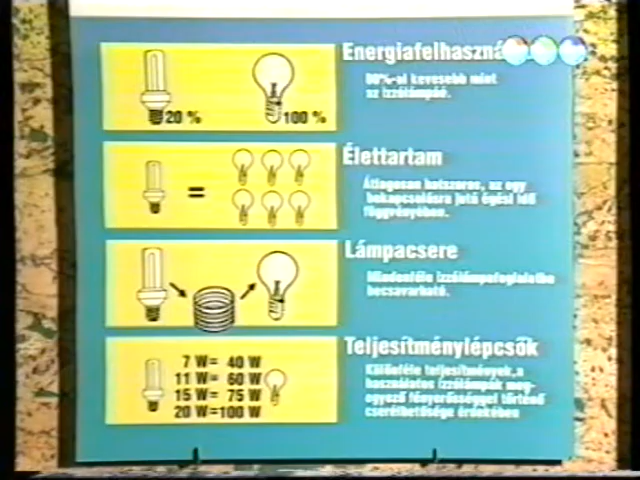 20 %
100 %
Energiafelhaszná
80%-al kevesebb mint
az izzólámpáé.
=
Élettartam
Átlagosan hatszoros, az egy
bekapcsolásra jutó égési idő
függvényében.
Lámpacsere
Mindenféle izzólámpafoglalatba
becsavarható.
7 W= 40 W
11 W= 60 W
15 W= 75 W
20 W=100 W
Teljesítménylépcsők
Különféle teljesítmények, a
használatos izzólámpák meg-
egyező fényerősséggel történő
cserélhetősége érdekében